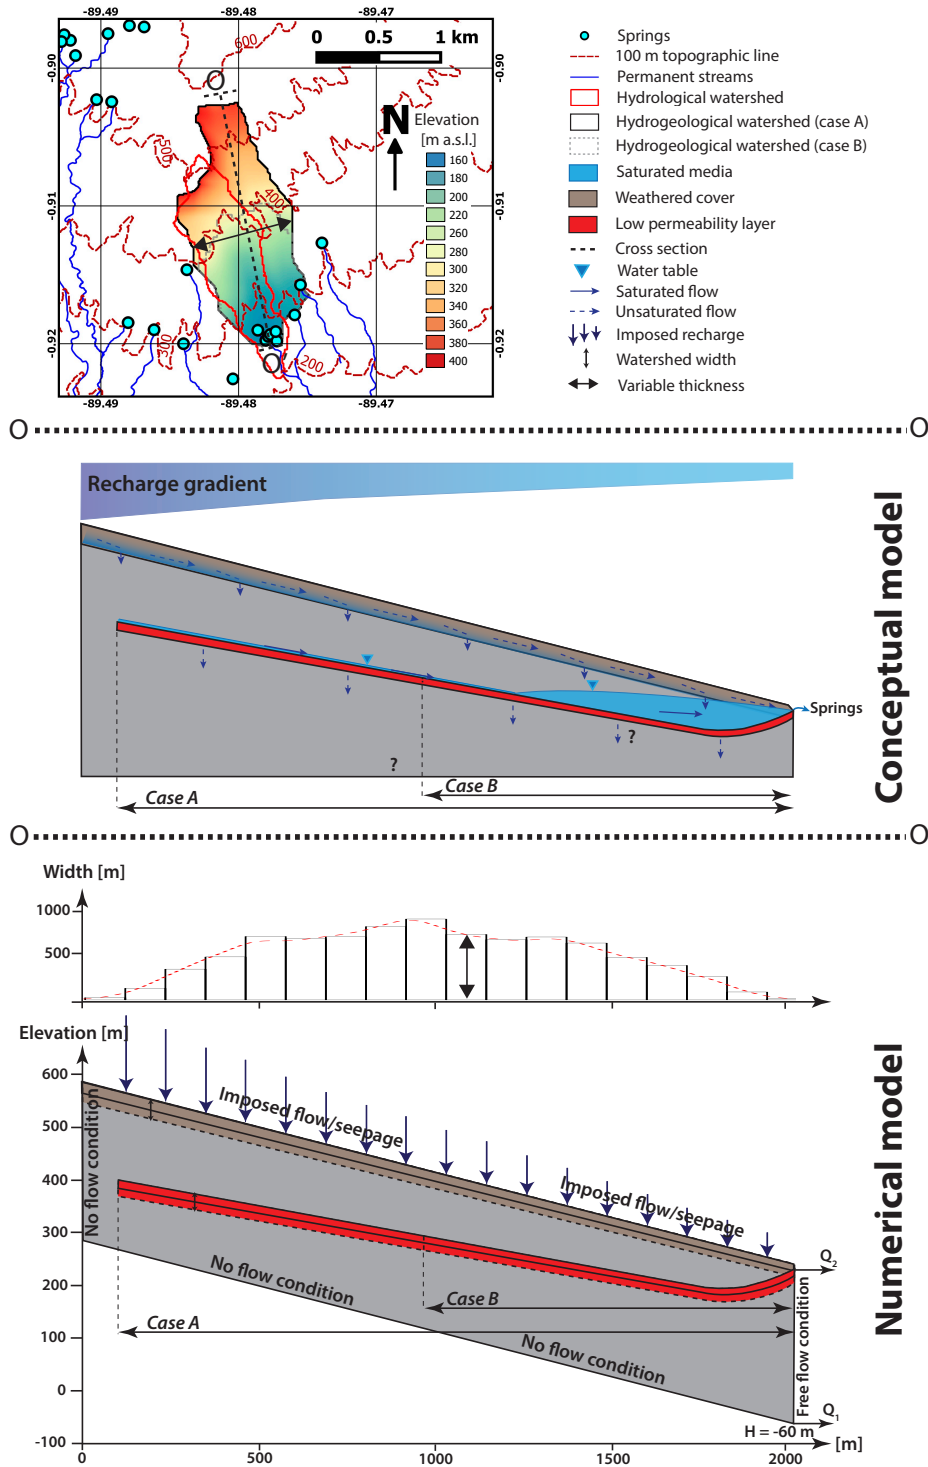 -89.49 -89.48 -89.47
0 0.5 1 km
600
-0.90
-0.90
O
N
Elevation
[m a.s.l.]
160
180
200
220
260
280
300
320
340
360
380
400
500
400
-0.91
-0.91
300
200
-0.92
-0.92
O
-89.49 -89.48 -89.47
Springs
100 m topographic line
Permanent streams
Hydrological watershed
Hydrogeological watershed (case A)
Hydrogeological watershed (case B)
Saturated media
Weathered cover
Low permability layer
Cross section
Water table
Saturated flow
Unsaturated flow
Imposed recharge
Watershed width
Variable thickness
O O
Recharge gradient
Springs
?
?
Case B
Case A
Conceptual model
O O
Width [m]
1000
500
Elevation [m]
600
500
400
300
200
100
0
-100
Imposed flow/seepage
Imposed flow/seepage
No flow condition
No flow condition
No flow condition
Free flow condition
Case B
Case A
Q2
Q1
H = -60 m
0 500 1000 1500 2000 [m]
Numerical model